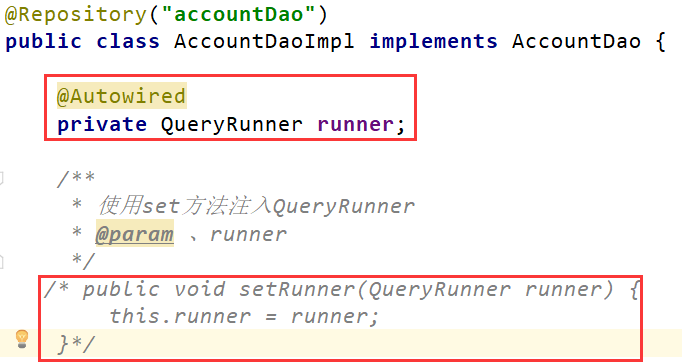 @Repository("accountDao")
public class AccountDaoImpl implements AccountDao {
@Autowired
private QueryRunner runner;
/**
* 使用set方法注入QueryRunner
* @param 、runner
*/
/* public void setRunner(QueryRunner runner) {
this.runner = runner;
}*/